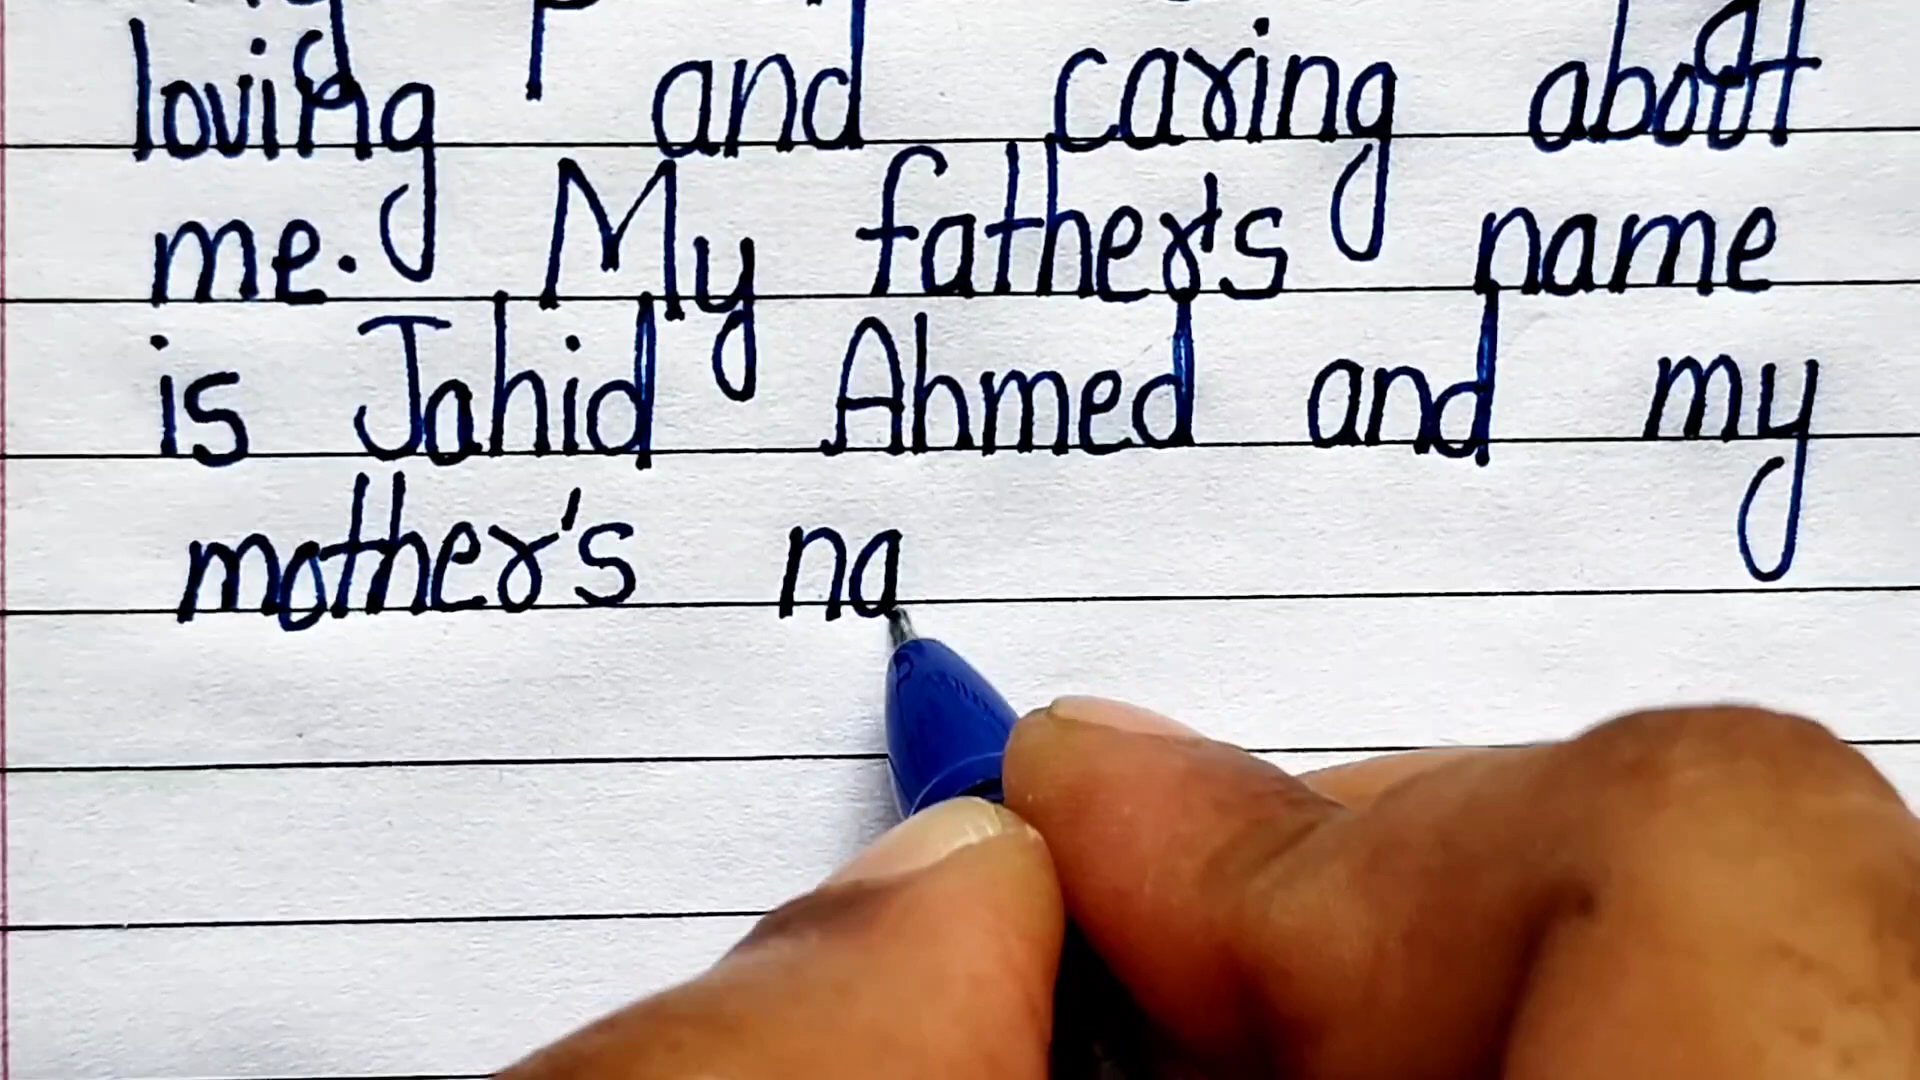 loving and caring about
me. My father's name
is Jahid Ahmed and my
mother's na